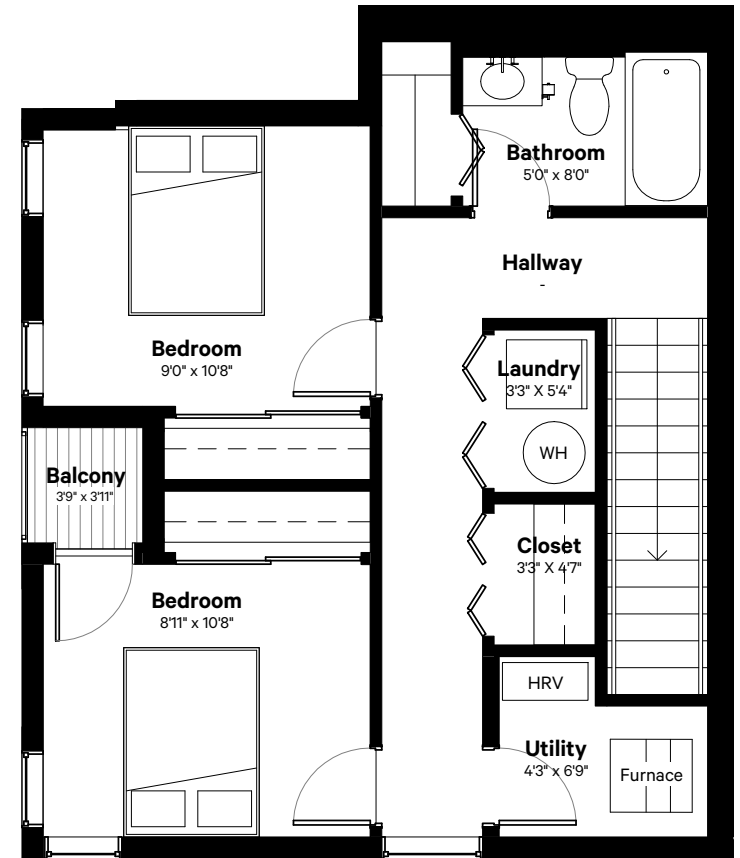 Bathroom
5'0" x 8'0"
Hallway
-
Bedroom
9'0" x 10'8"
Laundry
3'3" X 5'4"
WH
Balcony
3'9" x 3'11"
Closet
3'3" X 4'7"
Bedroom
8'11" x 10'8"
HRV
Utility
4'3" x 6'9"
Furnace